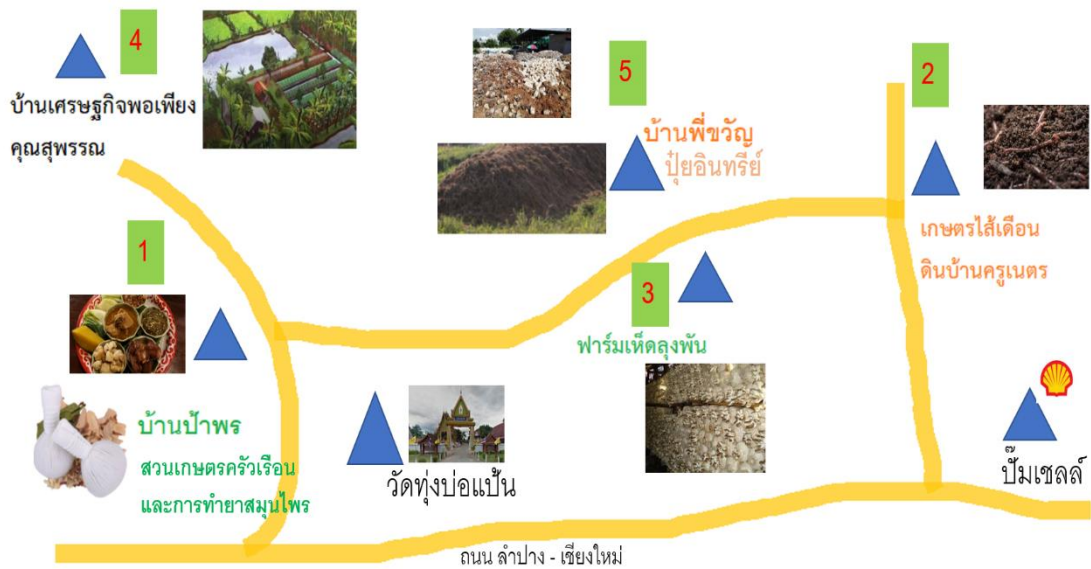 4
บ้านเศรษฐกิจพอเพียง
คุณสุพรรณ
5
บ้านพี่ขวัญ
ปุ๋ยอินทรีย์
2
เกษตรไส้เดือน
ดินบ้านครูเนตร
1
บ้านป้าพร
สวนเกษตรครัวเรือน
และการทำยาสมุนไพร
3
ฟาร์มเห็ดลุงพัน
วัดทุ่งบ่อแป้น
ปั๊มเชลล์
ถนน ลำปาง - เชียงใหม่